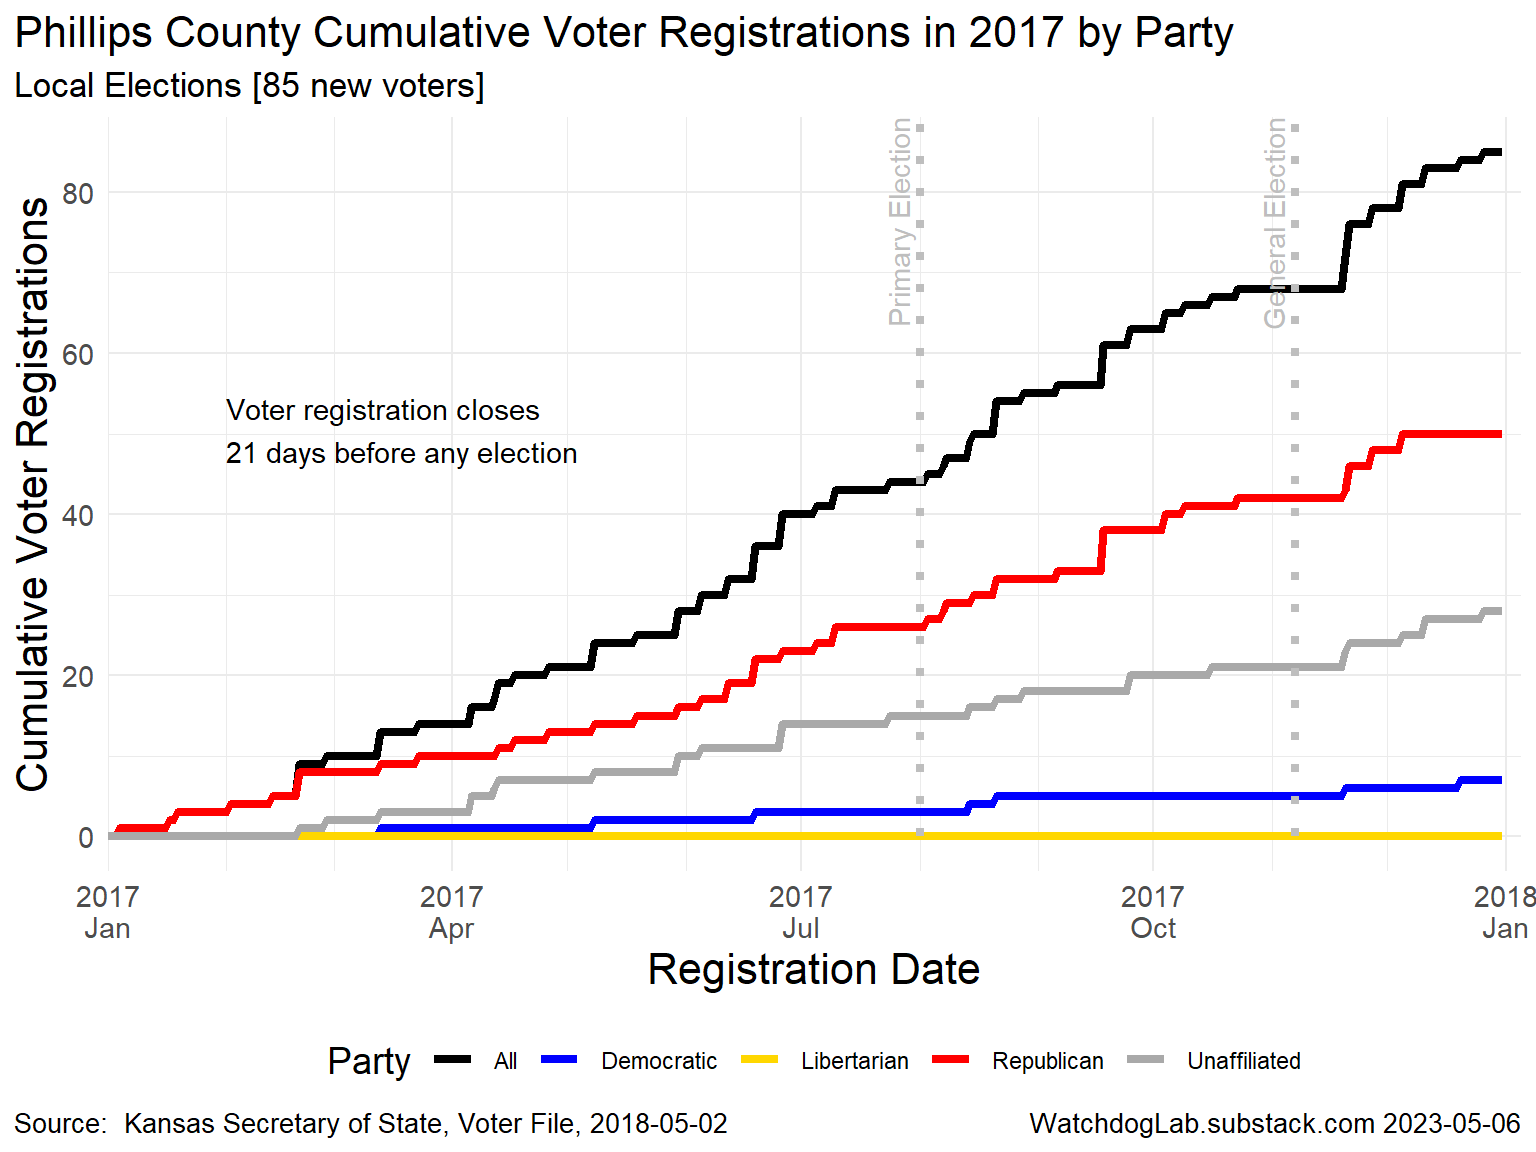 Phillips County Cumulative Voter Registrations in 2017 by Party
Local Elections [85 new voters]
Cumulative Voter Registrations
80
60
40
20
0
Primary Election
General Election
Voter registration closes
21 days before any election
2017
Jan
2017
Apr
2017
Jul
2017
Oct
2018
Jan
Registration Date
Party
All
Democratic
Libertarian
Republican
Unaffiliated
Source:  Kansas Secretary of State, Voter File, 2018-05-02
WatchdogLab.substack.com 2023-05-06